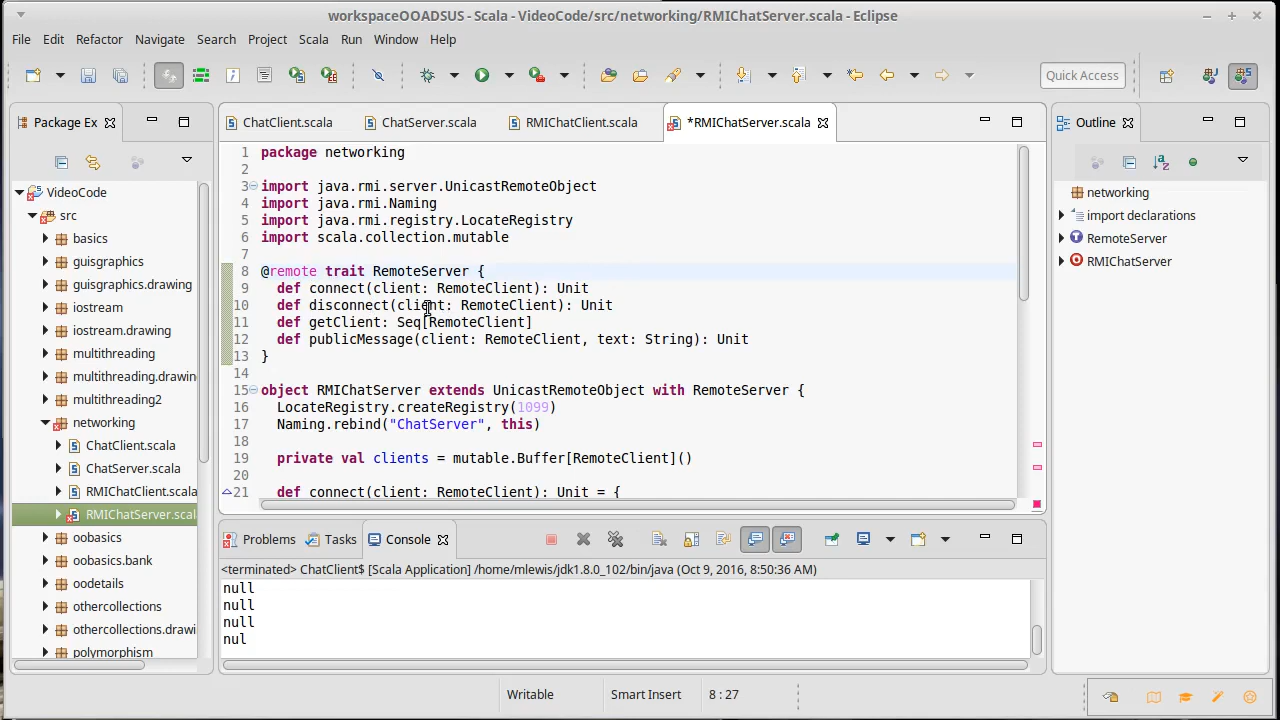 workspaceOOADSUS - Scala - VideoCode/src/networking/RMIChatServer.scala - Eclipse
File Edit Refactor Navigate Search Project Scala Run Window Help
Quick Access
Package Ex
ChatClient.scala
ChatServer.scala
RMIChatClient.scala
*RMIChatServer.scala
Outline
VideoCode
src
basics
guisgraphics
guisgraphics.drawing
iostream
iostream.drawing
multithreading
multithreading.drawin
multithreading2
networking
ChatClient.scala
ChatServer.scala
RMIChatClient.scala
RMIChatServer.scal
oobasics
oobasics.bank
oodetails
othercollections
othercollections.drawi
polymorphism
1 package networking
2
3 import java.rmi.server.UnicastRemoteObject
4 import java.rmi.Naming
5 import java.rmi.registry.LocateRegistry
6 import scala.collection.mutable
7
8 @remote trait RemoteServer {
9 def connect(client: RemoteClient): Unit
10 def disconnect(client: RemoteClient): Unit
11 def getClient: Seq[RemoteClient]
12 def publicMessage(client: RemoteClient, text: String): Unit
13 }
14
15 object RMIChatServer extends UnicastRemoteObject with RemoteServer {
16 LocateRegistry.createRegistry(1099)
17 Naming.rebind("ChatServer", this)
18
19 private val clients = mutable.Buffer[RemoteClient]()
20
21 def connect(client: RemoteClient): Unit = {
networking
import declarations
RemoteServer
RMIChatServer
Problems
Tasks
Console
<terminated> ChatClient$ [Scala Application] /home/mlewis/jdk1.8.0_102/bin/java (Oct 9, 2016, 8:50:36 AM)
null
null
null
nul
Writable
Smart Insert
8 : 27